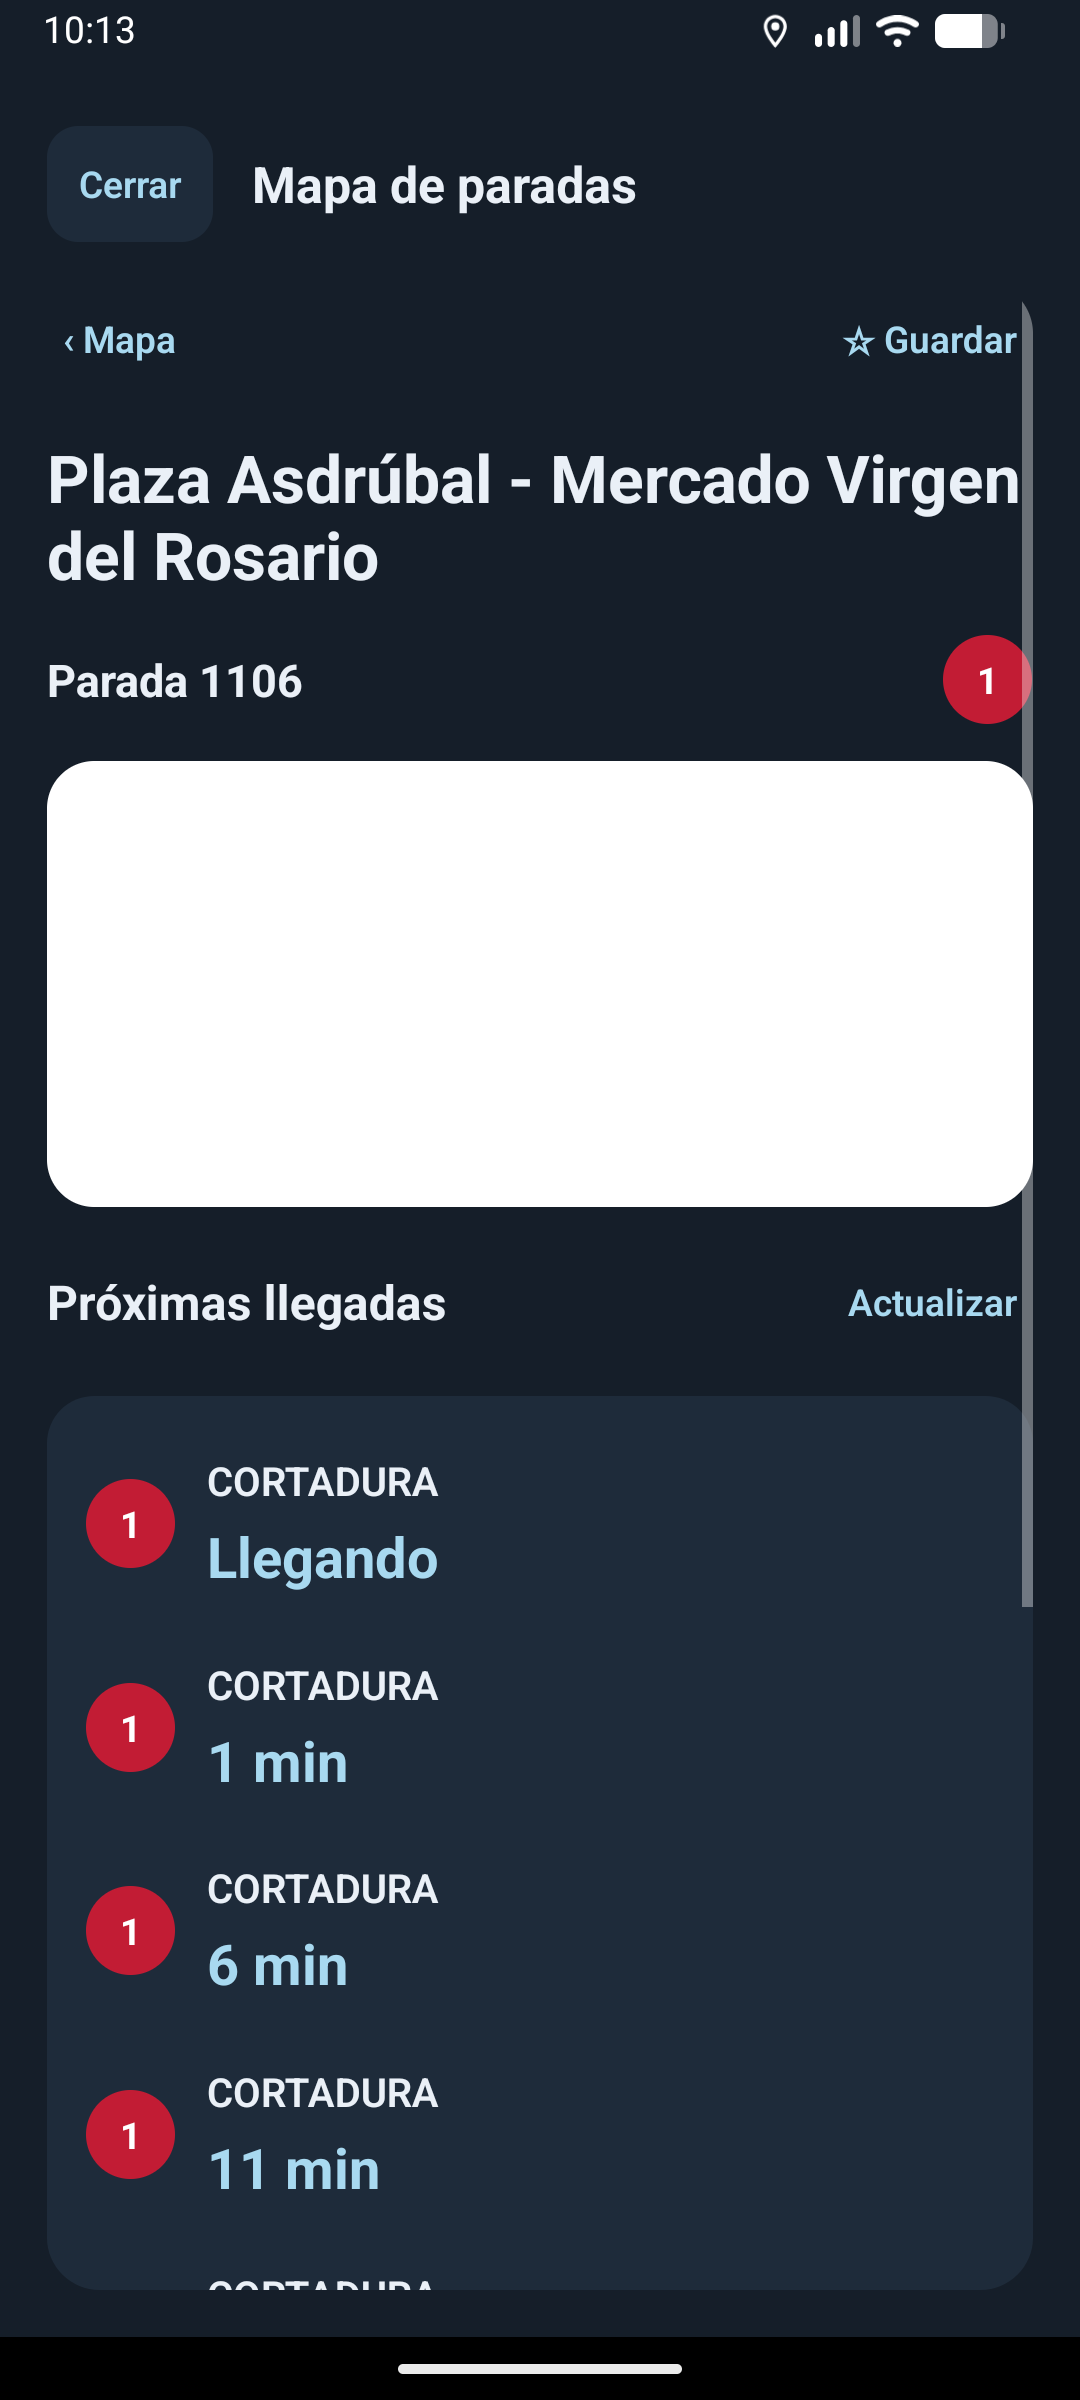 10:13
Cerrar
Mapa de paradas
‹ Mapa
☆ Guardar
Plaza Asdrúbal - Mercado Virgen
del Rosario
Parada 1106
1
Próximas llegadas
Actualizar
CORTADURA
1
Llegando
CORTADURA
1
1 min
CORTADURA
1
6 min
CORTADURA
1
11 min
CORTADURA